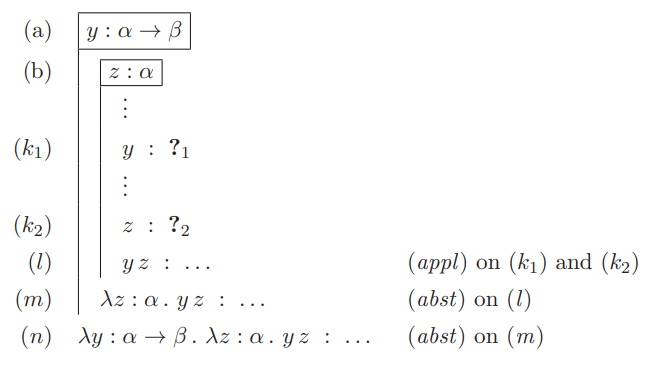 (a) y : α → β
(b) z : α
⋮
(k₁) y : ?₁
⋮
(k₂) z : ?₂
(l) y z : ... (appl) on (k₁) and (k₂)
(m) λz : α . y z : ... (abst) on (l)
(n) λy : α → β . λz : α . y z : ... (abst) on (m)